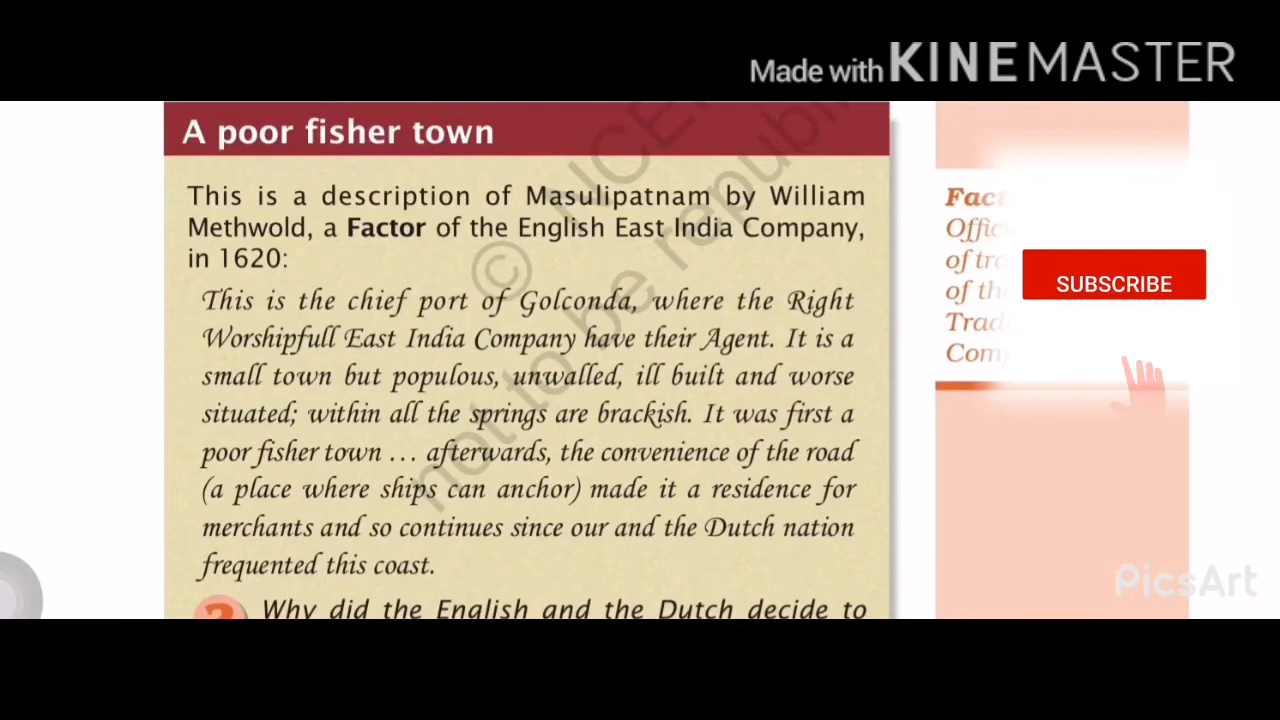 Made with KINEMASTER
A poor fisher town
This is a description of Masulipatnam by William
Methwold, a Factor of the English East India Company,
in 1620:
This is the chief port of Golconda, where the Right
Worshipfull East India Company have their Agent. It is a
small town but populous, unwalled, ill built and worse
situated; within all the springs are brackish. It was first a
poor fisher town … afterwards, the convenience of the road
(a place where ships can anchor) made it a residence for
merchants and so continues since our and the Dutch nation
frequented this coast.
? Why did the English and the Dutch decide to
of
of
SUBSCRIBE
PicsArt
© 
not to be